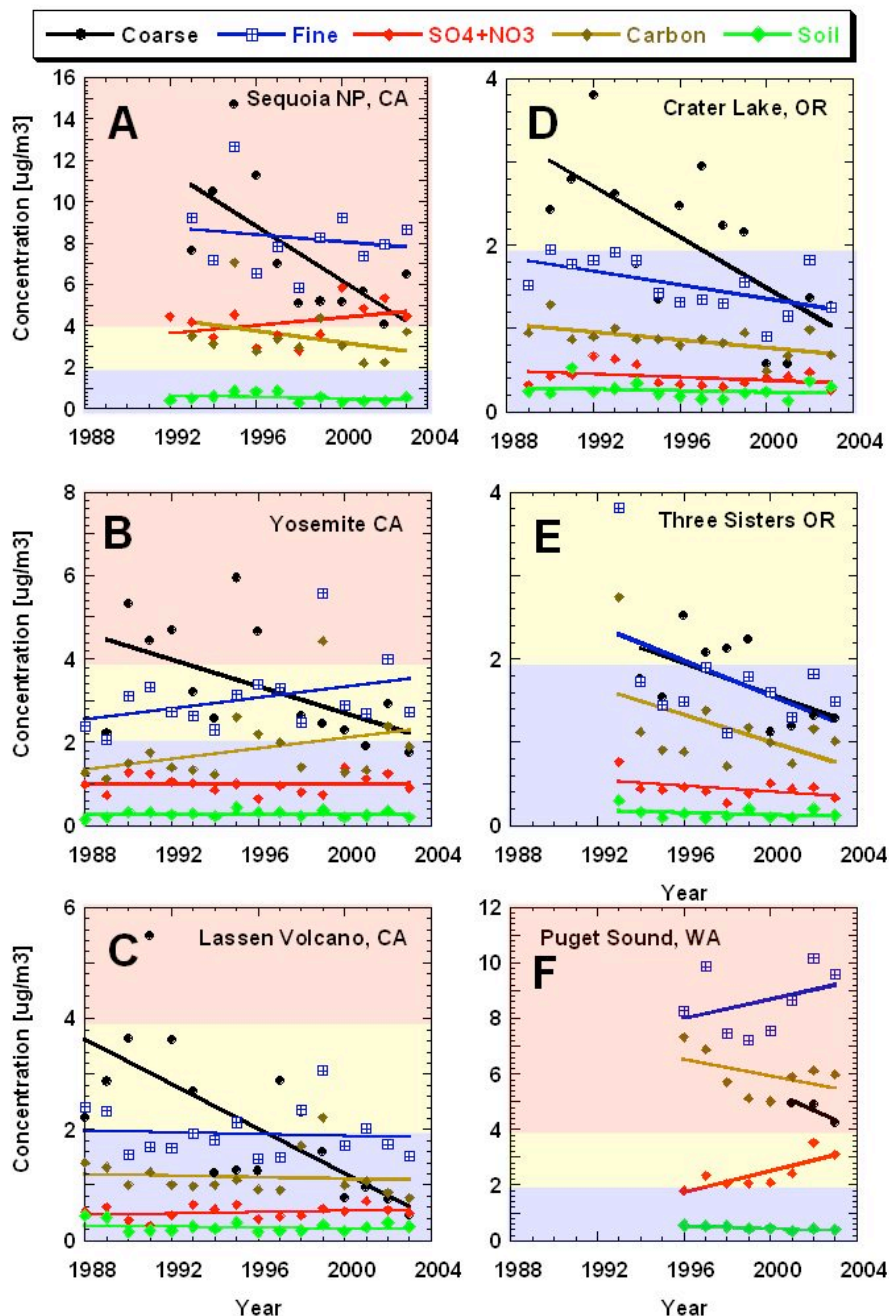 Coarse Fine SO4+NO3 Carbon Soil
A
Sequoia NP, CA
Concentration [ug/m3]
16
14
12
10
8
6
4
2
0
1988 1992 1996 2000 2004
D
Crater Lake, OR
4
2
0
1988 1992 1996 2000 2004
B
Yosemite CA
Concentration [ug/m3]
8
6
4
2
0
1988 1992 1996 2000 2004
E
Three Sisters OR
4
2
0
1988 1992 1996 2000 2004
Year
C
Lassen Volcano, CA
Concentration [ug/m3]
6
4
2
0
1988 1992 1996 2000 2004
Year
Puget Sound, WA
F
12
10
8
6
4
2
0
1988 1992 1996 2000 2004
Year